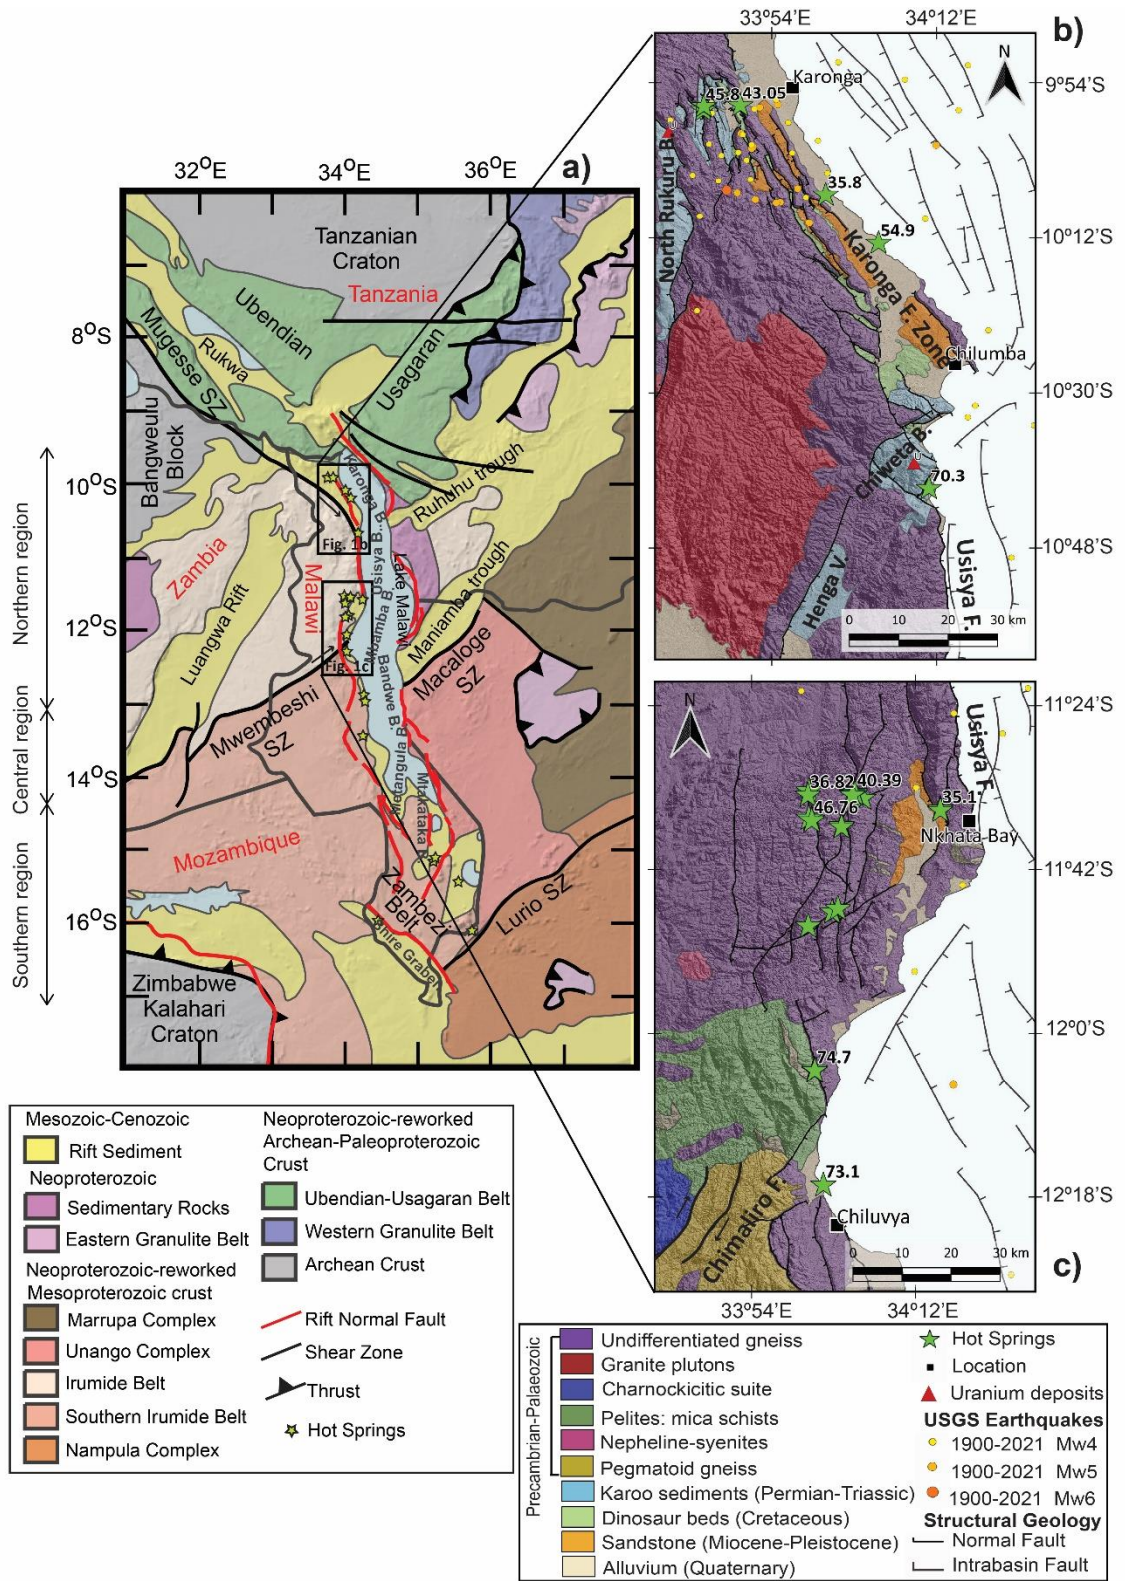 a)
32°E
34°E
36°E
8°S
10°S
12°S
14°S
16°S
Northern region
Central region
Southern region
Tanzanian
Craton
Tanzania
Ubendian
Rukwa
Mugesse SZ
Usagaran
Bangweulu
Block
Karonga B.
Ruhuhu trough
Fig. 1b
Usisya B.
Zambia
Malawi
Lake Malawi
Luangwa Rift
Mbamba B.
Maniamba trough
Fig. 1c
Bandwe B.
Macaloge
SZ
Mwembeshi
SZ
Metangula B.
Mtakataka
Mozambique
Zambezi
Belt
Lurio SZ
Shire Graben
Zimbabwe
Kalahari
Craton
b)
33°54'E
34°12'E
9°54'S
10°12'S
10°30'S
10°48'S
N
Karonga
45.8
43.05
U
North Rukuru B.
35.8
54.9
Karonga F. Zone
Chilumba
Chiweta B.
U
70.3
Henga V.
Usisya F.
0 10 20 30 km
c)
11°24'S
11°42'S
12°0'S
12°18'S
33°54'E
34°12'E
N
Usisya F.
36.82
40.39
46.76
35.1
Nkhata Bay
74.7
73.1
Chiluvya
Chimaliro F.
0 10 20 30 km
Mesozoic-Cenozoic
Rift Sediment
Neoproterozoic
Sedimentary Rocks
Eastern Granulite Belt
Neoproterozoic-reworked
Mesoproterozoic crust
Marrupa Complex
Unango Complex
Irumide Belt
Southern Irumide Belt
Nampula Complex
Neoproterozoic-reworked
Archean-Paleoproterozoic
Crust
Ubendian-Usagaran Belt
Western Granulite Belt
Archean Crust
Rift Normal Fault
Shear Zone
Thrust
Hot Springs
Precambrian-Palaeozoic
Undifferentiated gneiss
Granite plutons
Charnockicitic suite
Pelites: mica schists
Nepheline-syenites
Pegmatoid gneiss
Karoo sediments (Permian-Triassic)
Dinosaur beds (Cretaceous)
Sandstone (Miocene-Pleistocene)
Alluvium (Quaternary)
Hot Springs
Location
Uranium deposits
USGS Earthquakes
1900-2021 Mw4
1900-2021 Mw5
1900-2021 Mw6
Structural Geology
Normal Fault
Intrabasin Fault